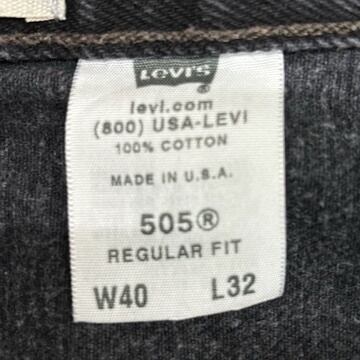 Levi's
levi.com
(800) USA-LEVI
100% COTTON
MADE IN U.S.A.
505®
REGULAR FIT
W40 L32